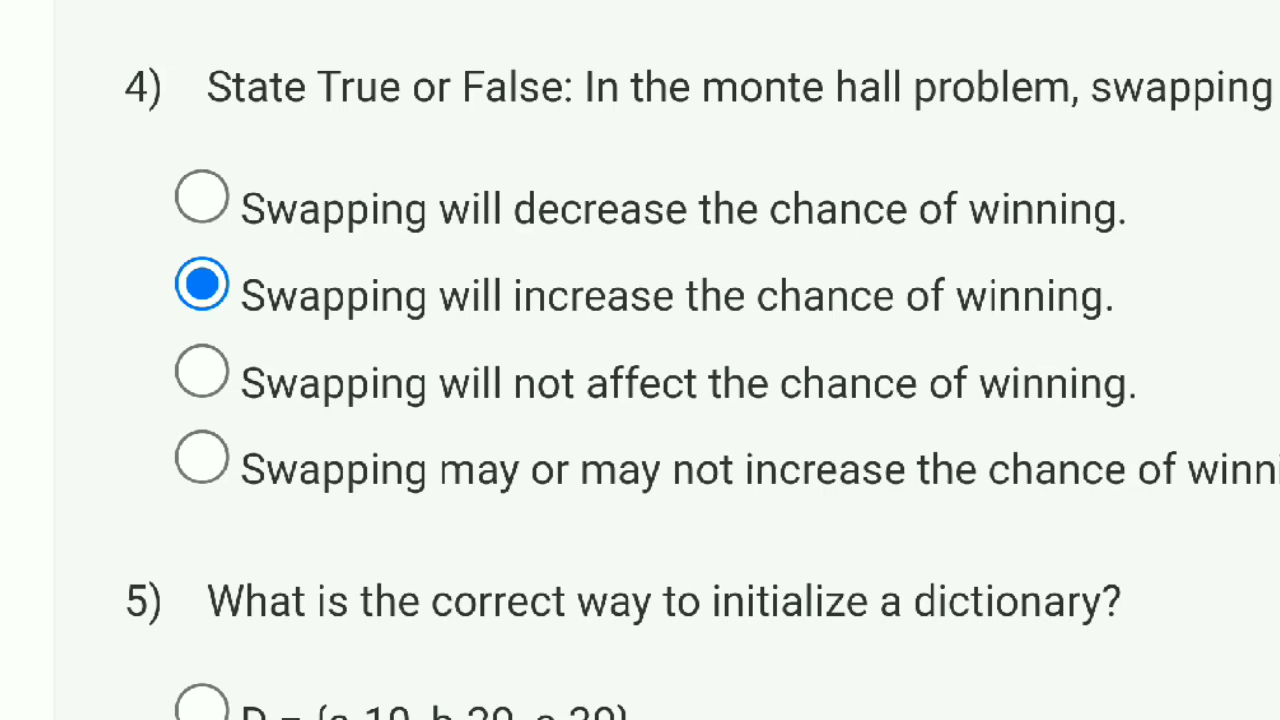 4) State True or False: In the monte hall problem, swapping
Swapping will decrease the chance of winning.
Swapping will increase the chance of winning.
Swapping will not affect the chance of winning.
Swapping may or may not increase the chance of
5) What is the correct way to initialize a dictionary?